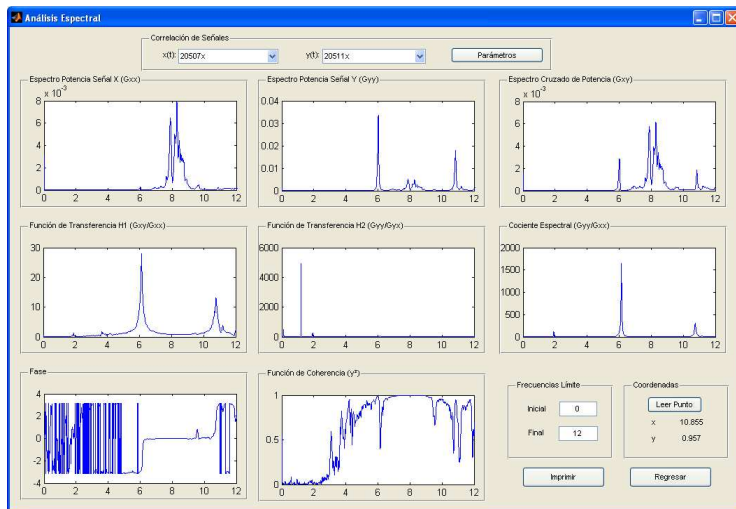 Análisis Espectral
Correlación de Señales
x(t): 20507x
y(t): 20511x
Parámetros
Espectro Potencia Señal X (Gxx)
x 10^-3
8
6
4
2
0
0 2 4 6 8 10 12
Espectro Potencia Señal Y (Gyy)
0.04
0.03
0.02
0.01
0
0 2 4 6 8 10 12
Espectro Cruzado de Potencia (Gxy)
x 10^-3
8
6
4
2
0
0 2 4 6 8 10 12
Función de Transferencia H1 (Gxy/Gxx)
30
20
10
0
0 2 4 6 8 10 12
Función de Transferencia H2 (Gyy/Gyx)
6000
4000
2000
0
0 2 4 6 8 10 12
Cociente Espectral (Gyy/Gxx)
2000
1500
1000
500
0
0 2 4 6 8 10 12
Fase
4
2
0
-2
-4
0 2 4 6 8 10 12
Función de Coherencia (γ²)
1
0.5
0
0 2 4 6 8 10 12
Frecuencias Límite
Inicial 0
Final 12
Coordenadas
Leer Punto
x 10.855
y 0.957
Imprimir
Regresar